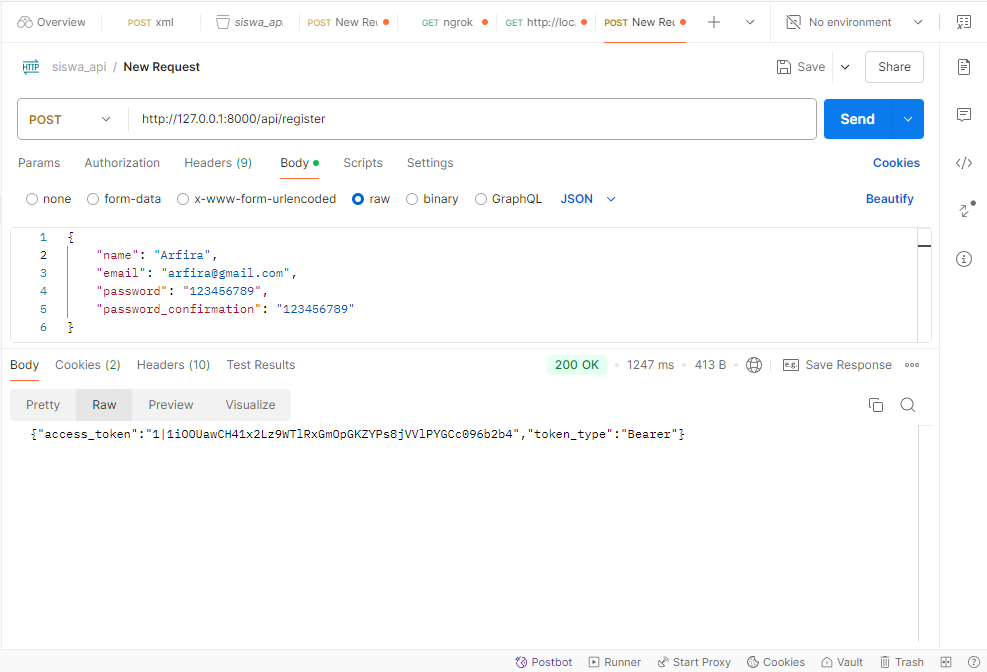 Overview POST xml siswa_ap POST New Re GET ngrok GET http://loc POST New Rec No environment
HTTP siswa_api / New Request Save Share
POST http://127.0.0.1:8000/api/register Send
Params Authorization Headers (9) Body Scripts Settings Cookies
none form-data x-www-form-urlencoded raw binary GraphQL JSON Beautify
1 {
2 "name": "Arfira",
3 "email": "arfira@gmail.com",
4 "password": "123456789",
5 "password_confirmation": "123456789"
6 }
Body Cookies (2) Headers (10) Test Results 200 OK 1247 ms 413 B e.g. Save Response
Pretty Raw Preview Visualize
{"access_token":"1|1iOOUawCH41x2Lz9WTlRxGmOpGKZYPs8jVVlPYGCc096b2b4","token_type":"Bearer"}
Postbot Runner Start Proxy Cookies Vault Trash